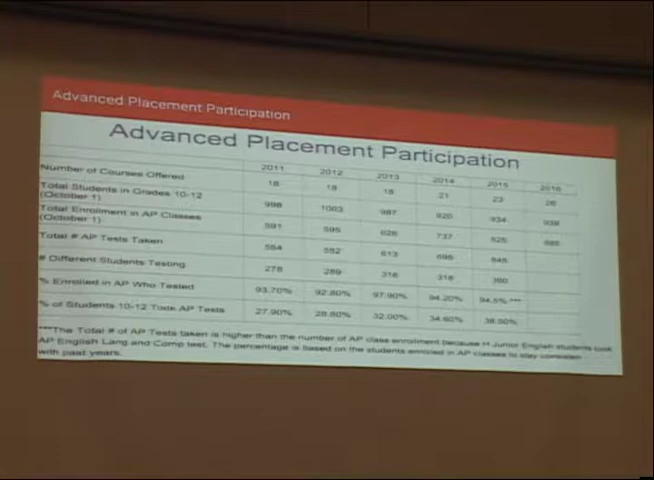 Advanced Placement Participation
Advanced Placement Participation
2011 2012 2013 2014 2015 2016
Number of Courses Offered 18 18 18 21 23 26
Total Students in Grades 10-12
(October 1) 998 1003 987 920 934 939
Total Enrollment in AP Classes
(October 1) 591 595 626 737
Total # AP Tests Taken 554 552 613 695
# Different Students Testing 278 289 316 318 360
% Enrolled in AP Who Tested 93.70% 92.80% 97.90% 94.20% 94.5%***
% of Students 10-12 Took AP Tests 27.90% 28.80% 32.00% 34.60% 38.50%
***The Total # of AP Tests taken is higher than the number of AP class enrollment because H Junior English students took
AP English Lang and Comp test. The percentage is based on the students enrolled in AP classes to stay consistent
with past years.